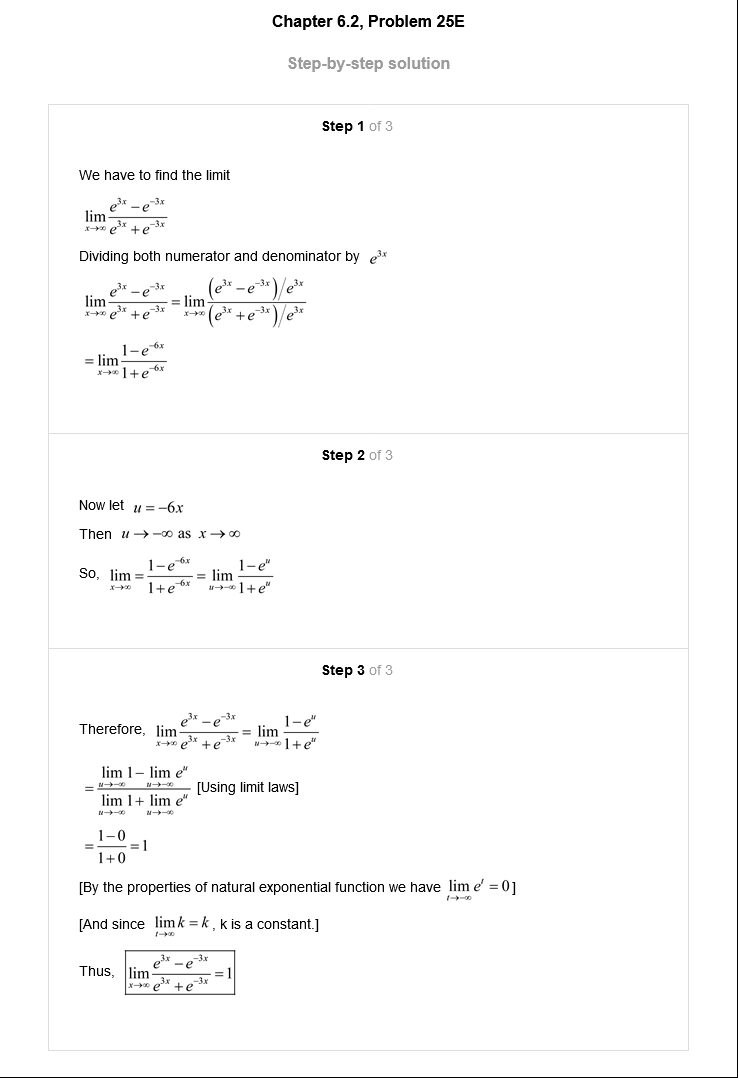 Chapter 6.2, Problem 25E
Step-by-step solution
Step 1 of 3
We have to find the limit
\lim_{x \to \infty} \frac{e^{3x} - e^{-3x}}{e^{3x} + e^{-3x}}
Dividing both numerator and denominator by e^{3x}
\lim_{x \to \infty} \frac{e^{3x} - e^{-3x}}{e^{3x} + e^{-3x}} = \lim_{x \to \infty} \frac{(e^{3x} - e^{-3x})/e^{3x}}{(e^{3x} + e^{-3x})/e^{3x}}
= \lim_{x \to \infty} \frac{1 - e^{-6x}}{1 + e^{-6x}}
Step 2 of 3
Now let u = -6x
Then u \to -\infty as x \to \infty
So, \lim_{x \to \infty} = \frac{1 - e^{-6x}}{1 + e^{-6x}} = \lim_{u \to -\infty} \frac{1 - e^{u}}{1 + e^{u}}
Step 3 of 3
Therefore, \lim_{x \to \infty} \frac{e^{3x} - e^{-3x}}{e^{3x} + e^{-3x}} = \lim_{u \to -\infty} \frac{1 - e^{u}}{1 + e^{u}}
= \frac{\lim_{u \to -\infty} 1 - \lim_{u \to -\infty} e^{u}}{\lim_{u \to -\infty} 1 + \lim_{u \to -\infty} e^{u}} [Using limit laws]
= \frac{1 - 0}{1 + 0} = 1
[By the properties of natural exponential function we have \lim_{t \to -\infty} e^{t} = 0]
[And since \lim_{t \to \infty} k = k, k is a constant.]
Thus, \lim_{x \to \infty} \frac{e^{3x} - e^{-3x}}{e^{3x} + e^{-3x}} = 1